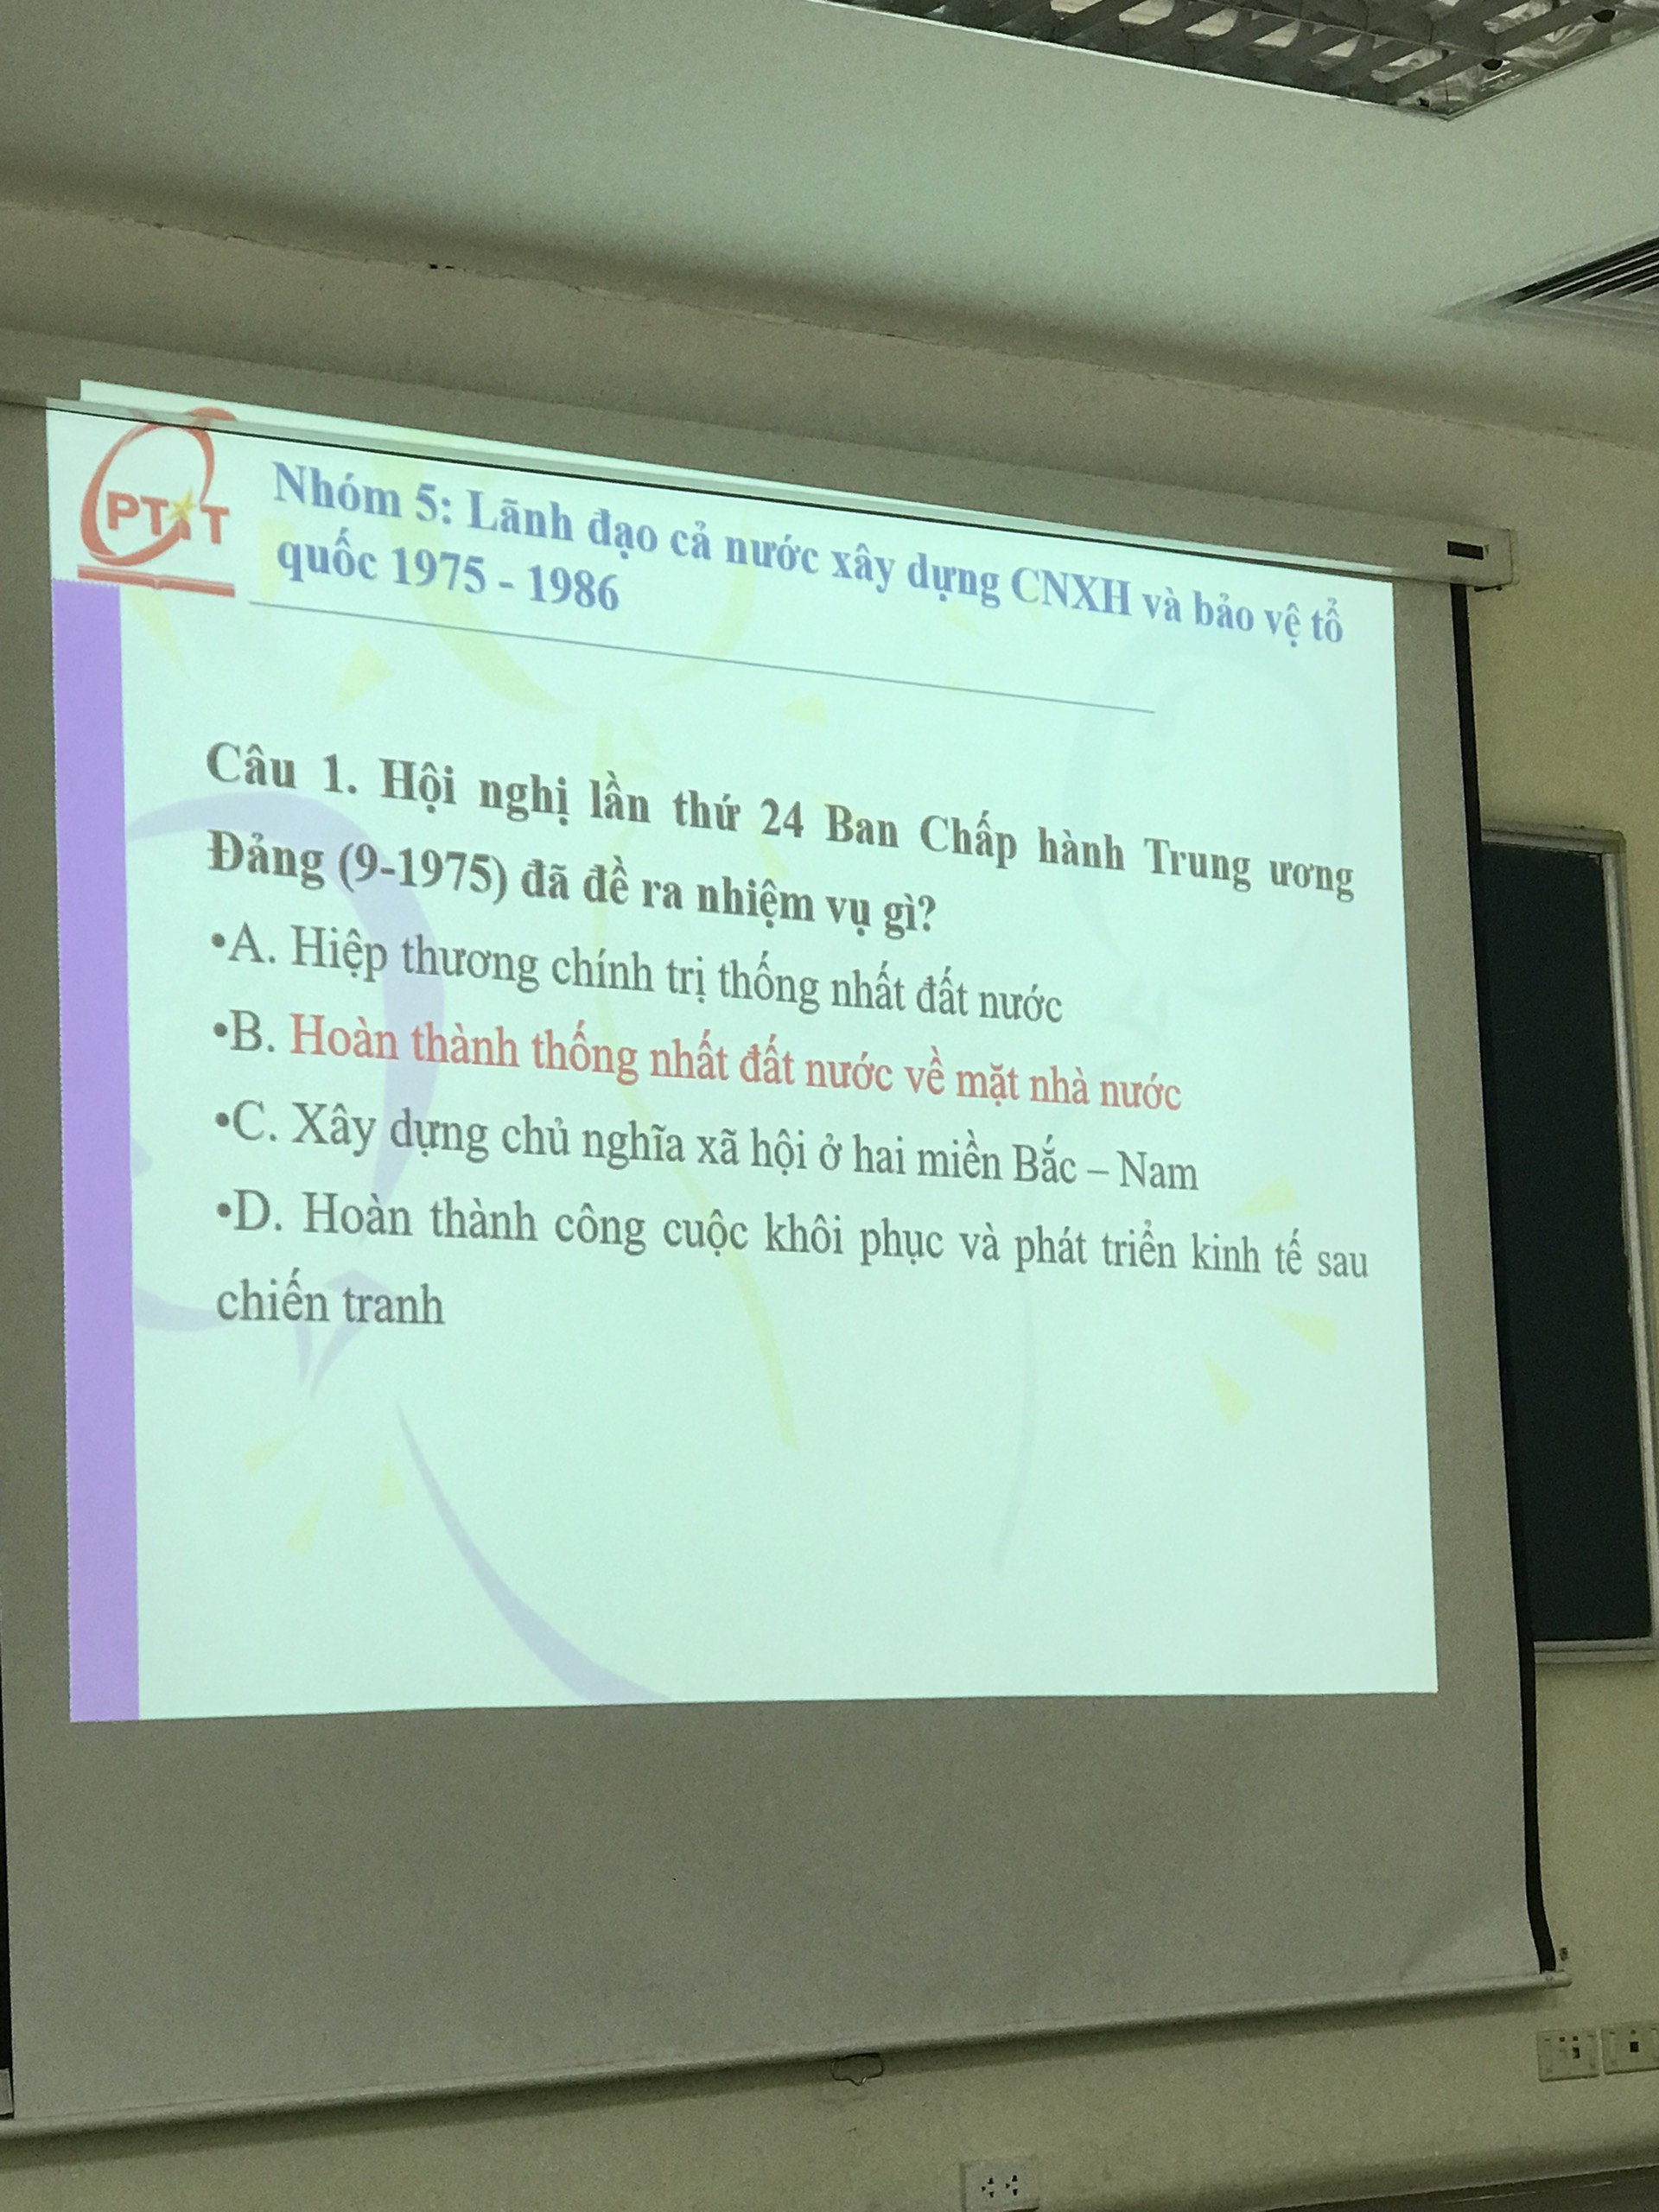 PTiT
Nhóm 5: Lãnh đạo cả nước xây dựng CNXH và bảo vệ tổ
quốc 1975 - 1986
Câu 1. Hội nghị lần thứ 24 Ban Chấp hành Trung ương
Đảng (9-1975) đã đề ra nhiệm vụ gì?
•A. Hiệp thương chính trị thống nhất đất nước
•B. Hoàn thành thống nhất đất nước về mặt nhà nước
•C. Xây dựng chủ nghĩa xã hội ở hai miền Bắc – Nam
•D. Hoàn thành công cuộc khôi phục và phát triển kinh tế sau
chiến tranh